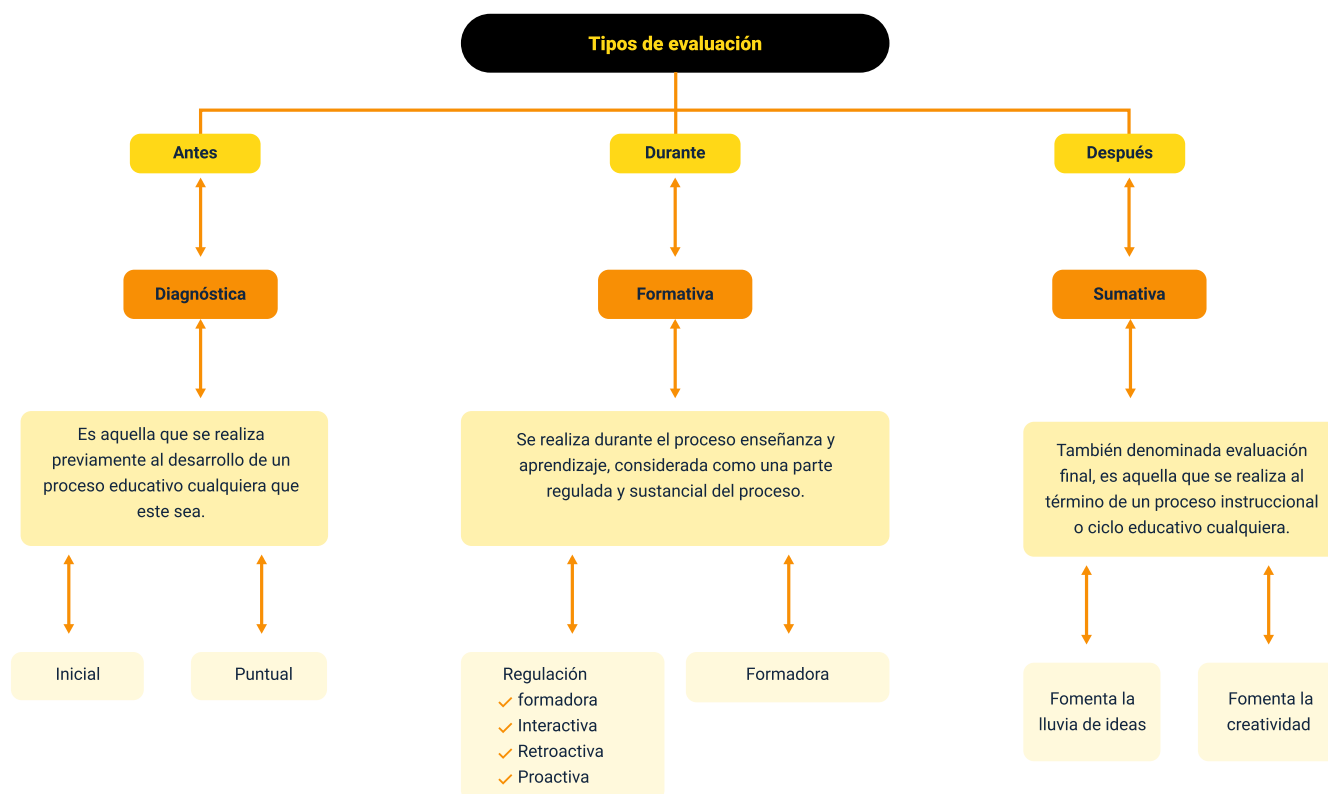 Tipos de evaluación
Antes
Durante
Después
Diagnóstica
Formativa
Sumativa
Es aquella que se realiza
previamente al desarrollo de un
proceso educativo cualquiera que
este sea.
Se realiza durante el proceso enseñanza y
aprendizaje, considerada como una parte
regulada y sustancial del proceso.
También denominada evaluación
final, es aquella que se realiza al
término de un proceso instruccional
o ciclo educativo cualquiera.
Inicial
Puntual
Regulación
formadora
Interactiva
Retroactiva
Proactiva
Formadora
Fomenta la
lluvia de ideas
Fomenta la
creatividad